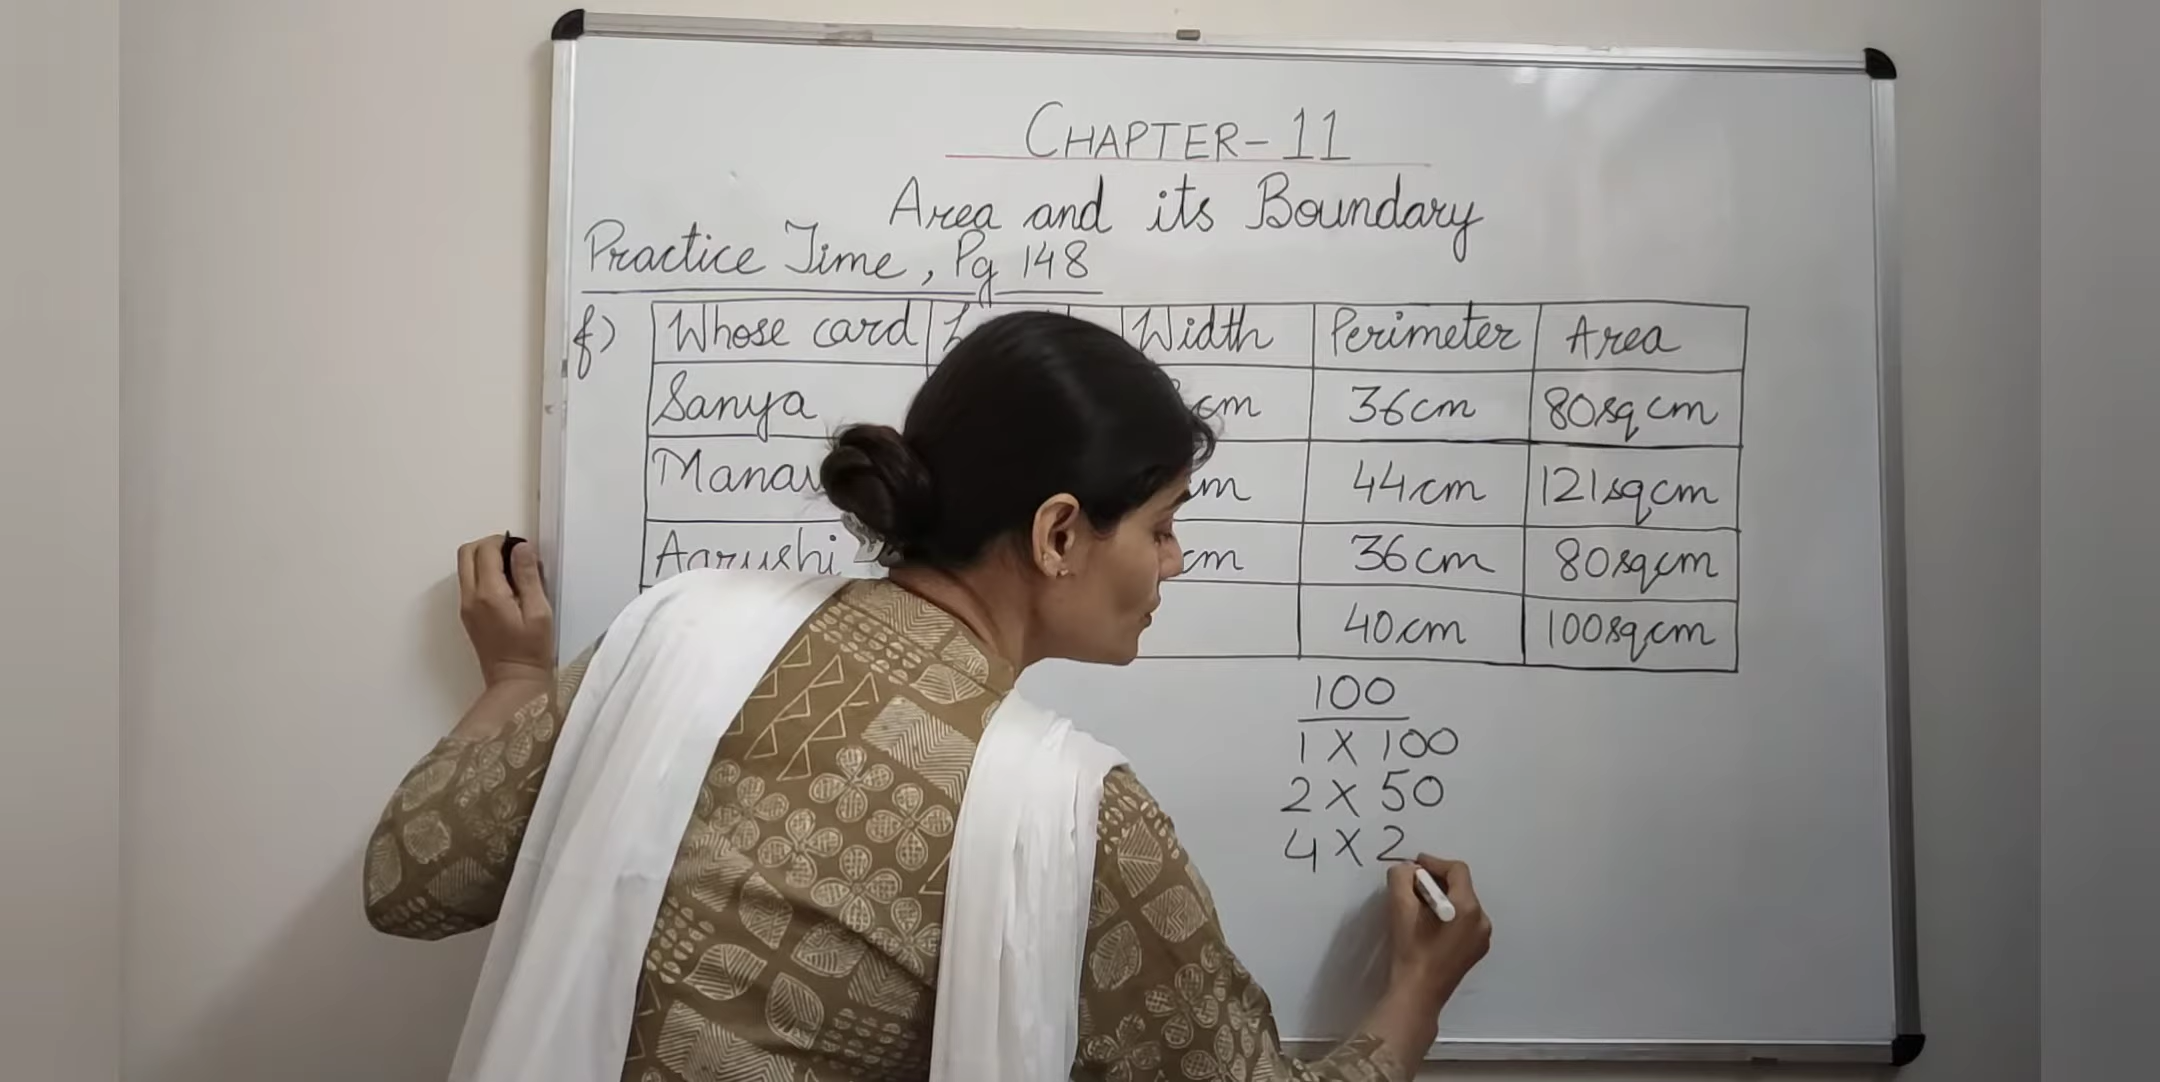 CHAPTER-11
Area and its Boundary
Practice Time, Pg 148
f) Whose card Width Perimeter Area
Sanya cm 36cm 80sqcm
44cm 121sqcm
Aarushi cm 36cm 80sqcm
40cm 100sqcm
100
1 X 100
2 X 50
4 X 2